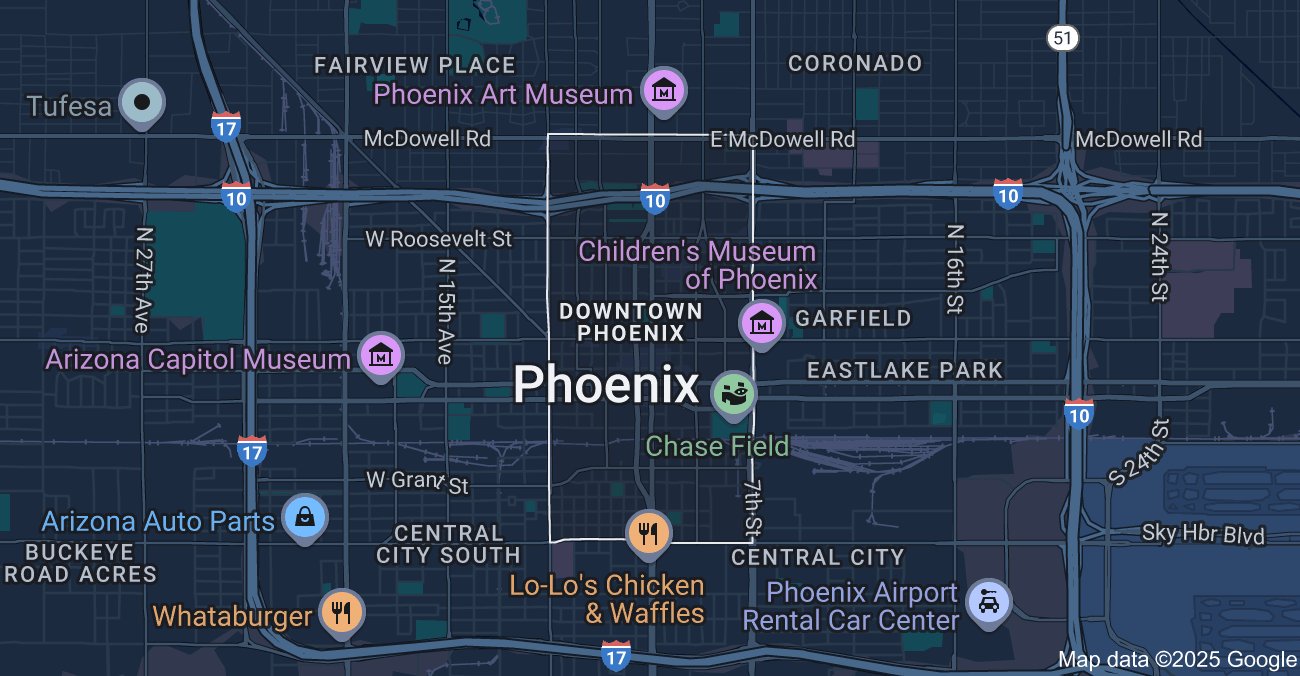 51
FAIRVIEW PLACE
CORONADO
Tufesa
Phoenix Art Museum
17
McDowell Rd
E McDowell Rd
McDowell Rd
10
10
10
N 27th Ave
W Roosevelt St
N 15th Ave
Children's Museum
of Phoenix
N 16th St
N 24th St
DOWNTOWN
PHOENIX
GARFIELD
Arizona Capitol Museum
EASTLAKE PARK
Phoenix
10
Chase Field
17
S 24th St
W Grant St
7th St
Arizona Auto Parts
CENTRAL
CITY SOUTH
Sky Hbr Blvd
BUCKEYE
ROAD ACRES
CENTRAL CITY
Lo-Lo's Chicken
& Waffles
Phoenix Airport
Rental Car Center
Whataburger
17
Map data ©2025 Google